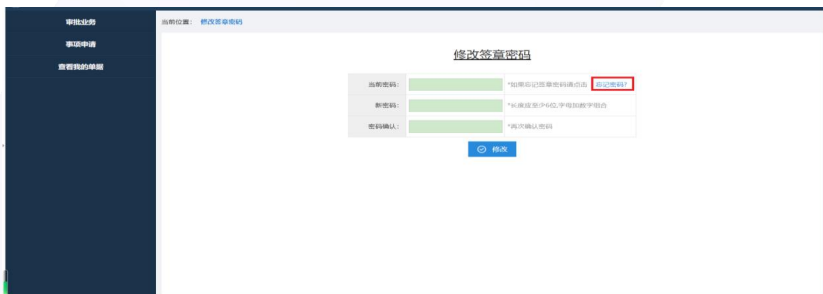 审批业务
当前位置： 修改签章密码
事项申请
查看我的单据
修改签章密码
当前密码： *如果忘记签章密码请点击 忘记密码?
新密码： *长度成至少6位,字母加数字组合
密码确认： *再次确认密码
修改